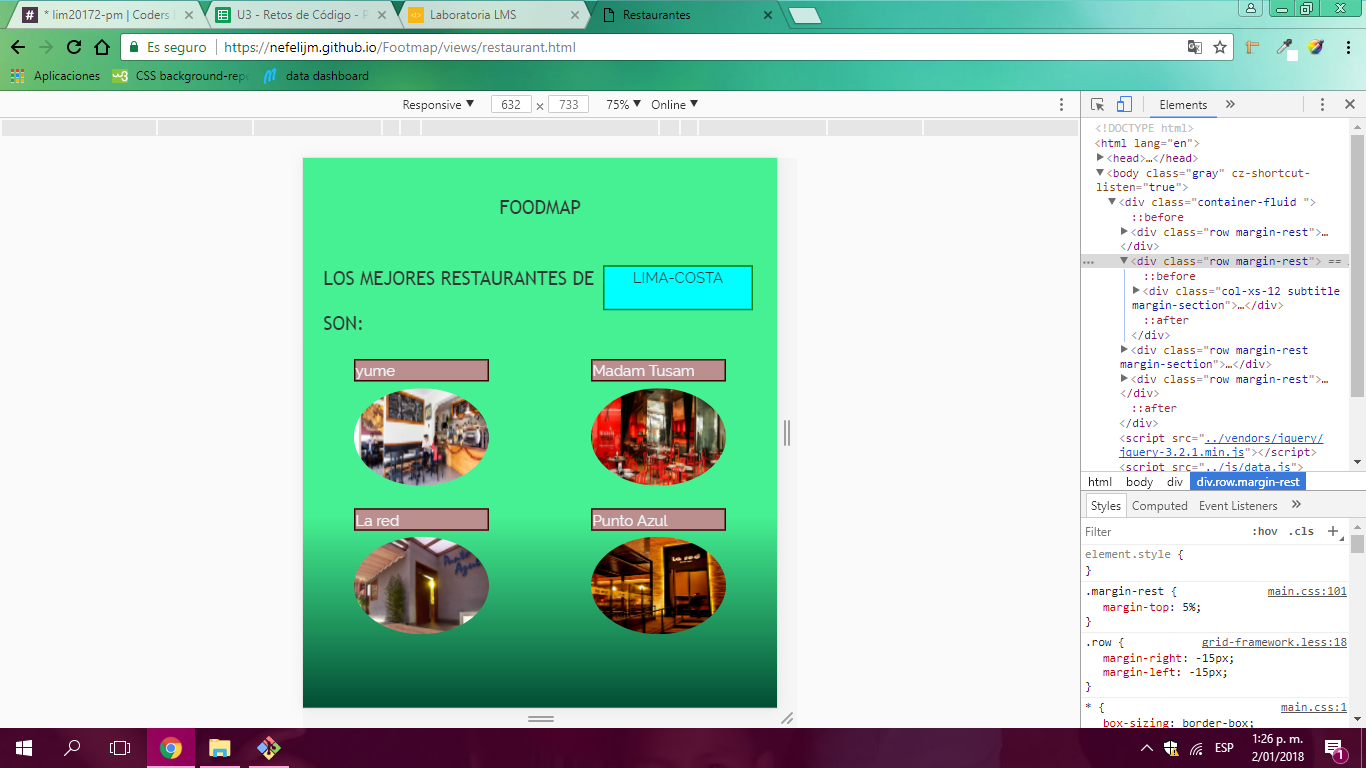 * lim20172-pm | Coders
U3 - Retos de Código - P
Laboratoria LMS
Restaurantes
Es seguro
https://nefelijm.github.io/Footmap/views/restaurant.html
Aplicaciones
CSS background-repe
data dashboard
Responsive ▼ 632 × 733 75% ▼ Online ▼
Elements »
<!DOCTYPE html>
<html lang="en">
▶<head>…</head>
▼<body class="gray" cz-shortcut-
listen="true">
▼<div class="container-fluid ">
::before
▶<div class="row margin-rest">…
</div>
▼<div class="row margin-rest"> ==
::before
▶<div class="col-xs-12 subtitle
margin-section">…</div>
::after
</div>
▶<div class="row margin-rest
margin-section">…</div>
▶<div class="row margin-rest">…
</div>
::after
</div>
<script src="../vendors/jquery/
jquery-3.2.1.min.js"></script>
<script src="../js/data.js">
html body div div.row.margin-rest
Styles Computed Event Listeners »
Filter :hov .cls +
element.style {
}
.margin-rest { main.css:101
margin-top: 5%;
}
.row { grid-framework.less:18
margin-right: -15px;
margin-left: -15px;
}
* { main.css:1
box-sizing: border-box;
FOODMAP
LOS MEJORES RESTAURANTES DE
LIMA-COSTA
SON:
yume
Madam Tusam
La red
Punto Azul
Punto
Azul
la red
ESP
1:26 p. m.
2/01/2018
1